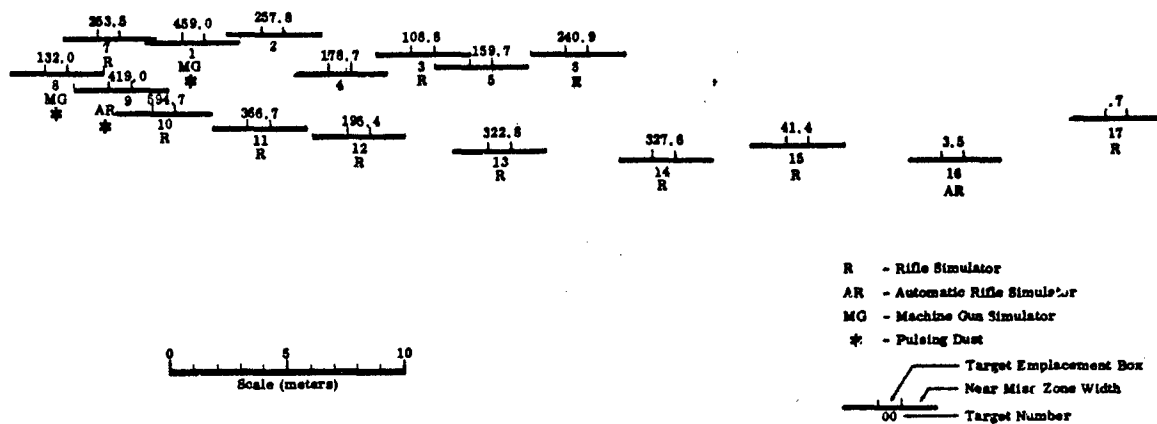 257.8
2
253.5
7
R
459.0
1
MG
*
132.0
8
MG
*
419.0
9
AR
*
594.7
10
R
366.7
11
R
178.7
4
195.4
12
R
3
R
159.7
5
240.9
R
322.8
13
R
327.6
14
R
41.4
15
R
3.5
16
AR
.7
17
R
R - Rifle Simulator
AR - Automatic Rifle Simulator
MG - Machine Gun Simulator
* - Pulsing Dust
0 5 10
Scale (meters)
Target Emplacement Box
Near Miss Zone Width
00 Target Number